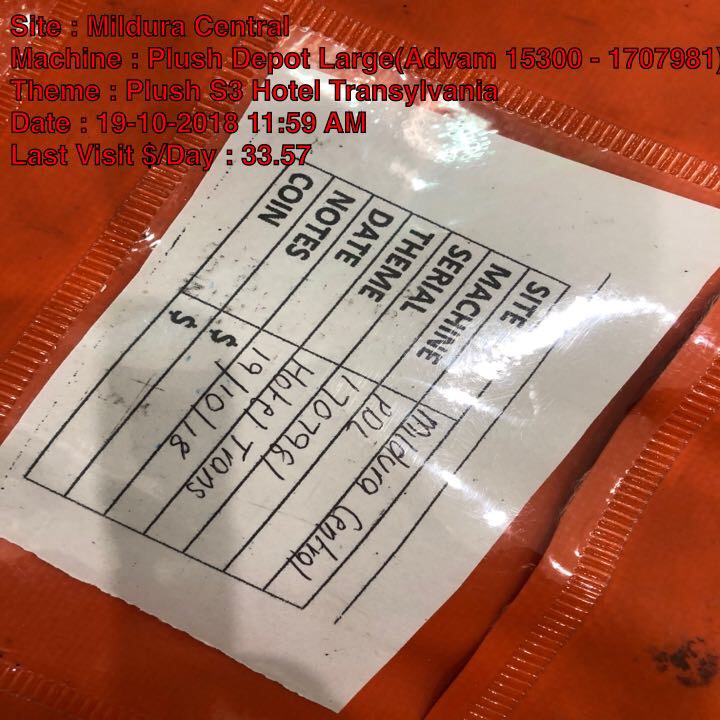 Site : Mildura Central
Machine : Plush Depot Large(Advam 15300 - 1707981)
Theme : Plush S3 Hotel Transylvania
Date : 19-10-2018 11:59 AM
Last Visit $/Day : 33.57
SITE Mildura Central
MACHINE PDL
SERIAL 1707981
THEME Hotel Trans
DATE 19/10/18
NOTES $
COIN $